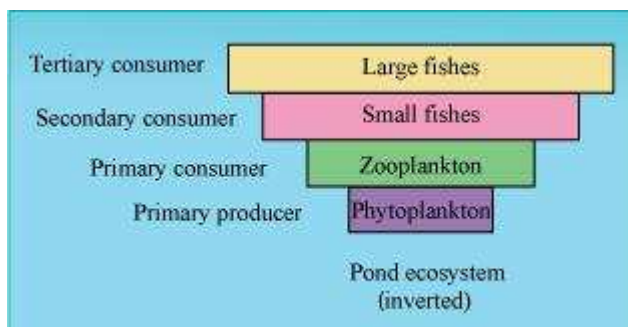 Tertiary consumer
Large fishes
Secondary consumer
Small fishes
Primary consumer
Zooplankton
Primary producer
Phytoplankton
Pond ecosystem
(inverted)